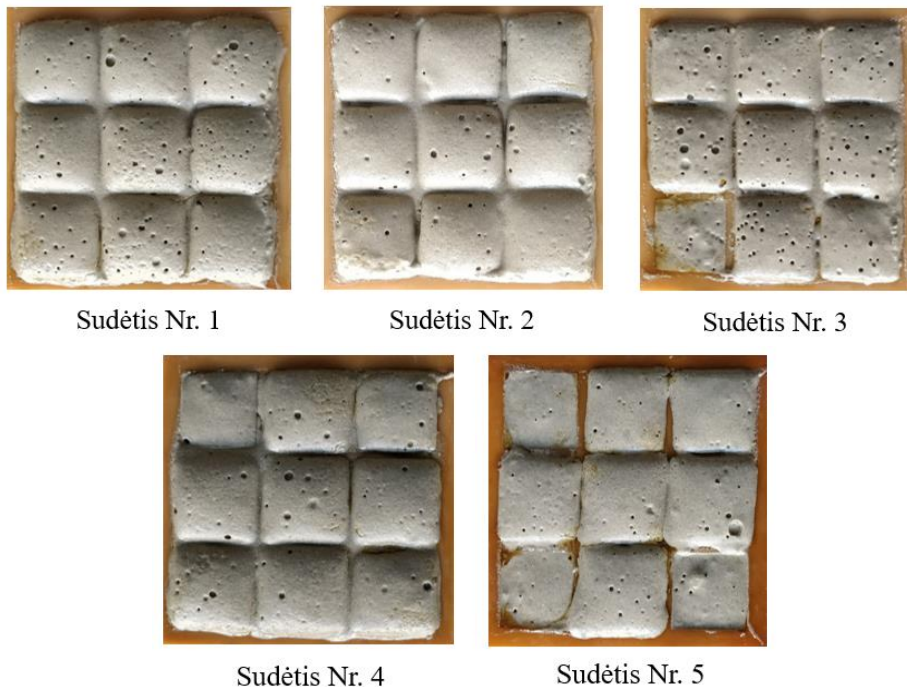 Sudėtis Nr. 1
Sudėtis Nr. 2
Sudėtis Nr. 3
Sudėtis Nr. 4
Sudėtis Nr. 5